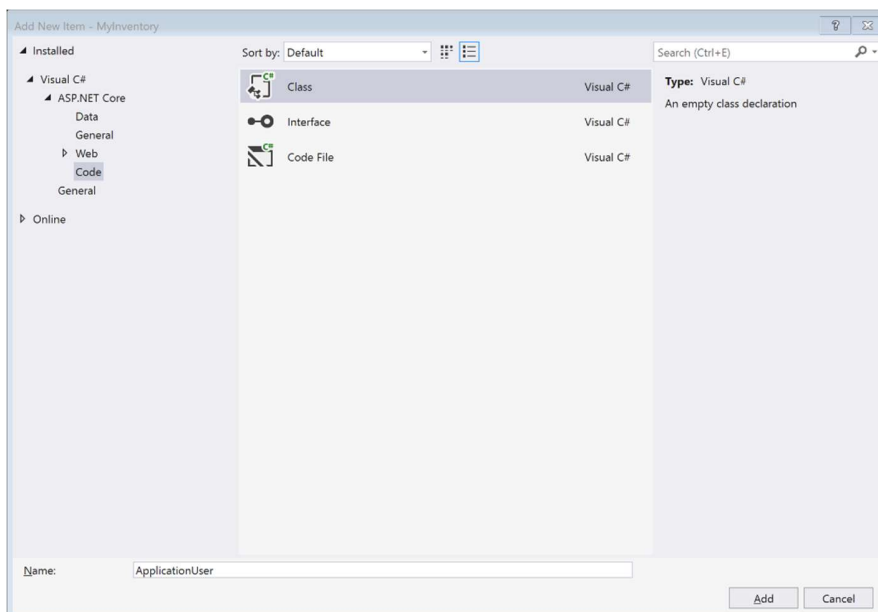 Add New Item - MyInventory
Installed
Sort by: Default
Search (Ctrl+E)
Visual C#
ASP.NET Core
Data
General
Web
Code
General
Online
Class Visual C#
Interface Visual C#
Code File Visual C#
Type: Visual C#
An empty class declaration
Name: ApplicationUser
Add Cancel